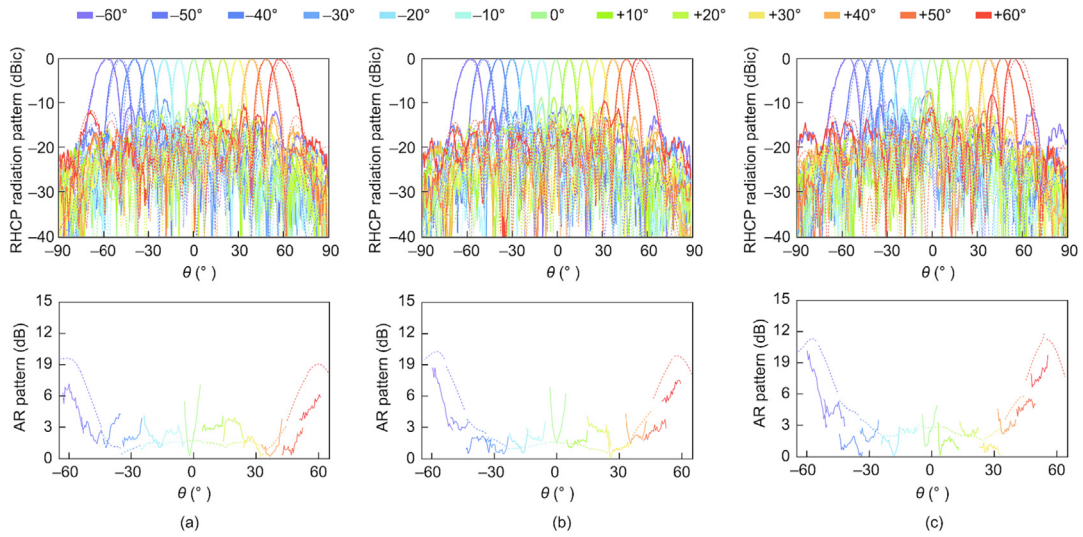 –60° –50° –40° –30° –20° –10° 0° +10° +20° +30° +40° +50° +60°
RHCP radiation pattern (dBic)
0
–10
–20
–30
–40
–90 –60 –30 0 30 60 90
θ (°)
RHCP radiation pattern (dBic)
0
–10
–20
–30
–40
–90 –60 –30 0 30 60 90
θ (°)
RHCP radiation pattern (dBic)
0
–10
–20
–30
–40
–90 –60 –30 0 30 60 90
θ (°)
AR pattern (dB)
15
12
19
6
3
0
–60 –30 0 30 60
θ (° )
(a)
AR pattern (dB)
15
12
19
6
3
0
–60 –30 0 30 60
θ (° )
(b)
AR pattern (dB)
15
12
19
6
3
0
–60 –30 0 30 60
θ (° )
(c)